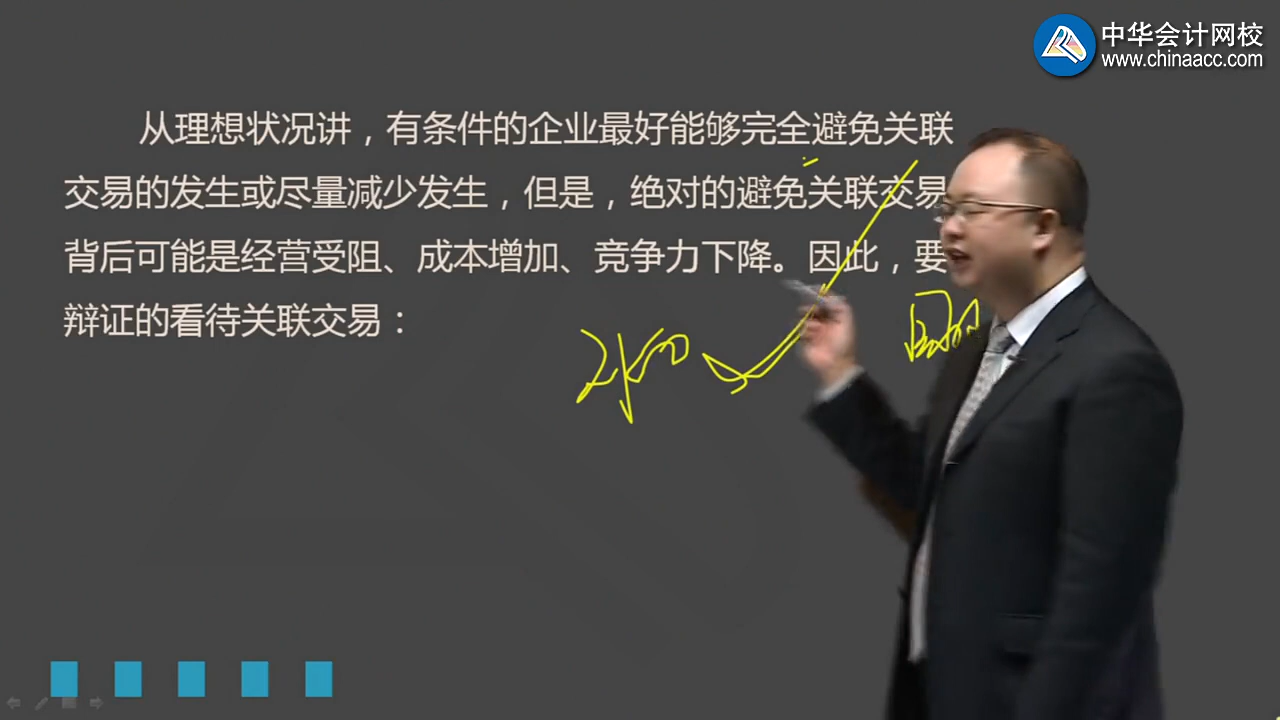 中华会计网校
www.chinaacc.com
从理想状况讲，有条件的企业最好能够完全避免关联
交易的发生或尽量减少发生，但是，绝对的避免关联交易
背后可能是经营受阻、成本增加、竞争力下降。因此，要
辩证的看待关联交易：